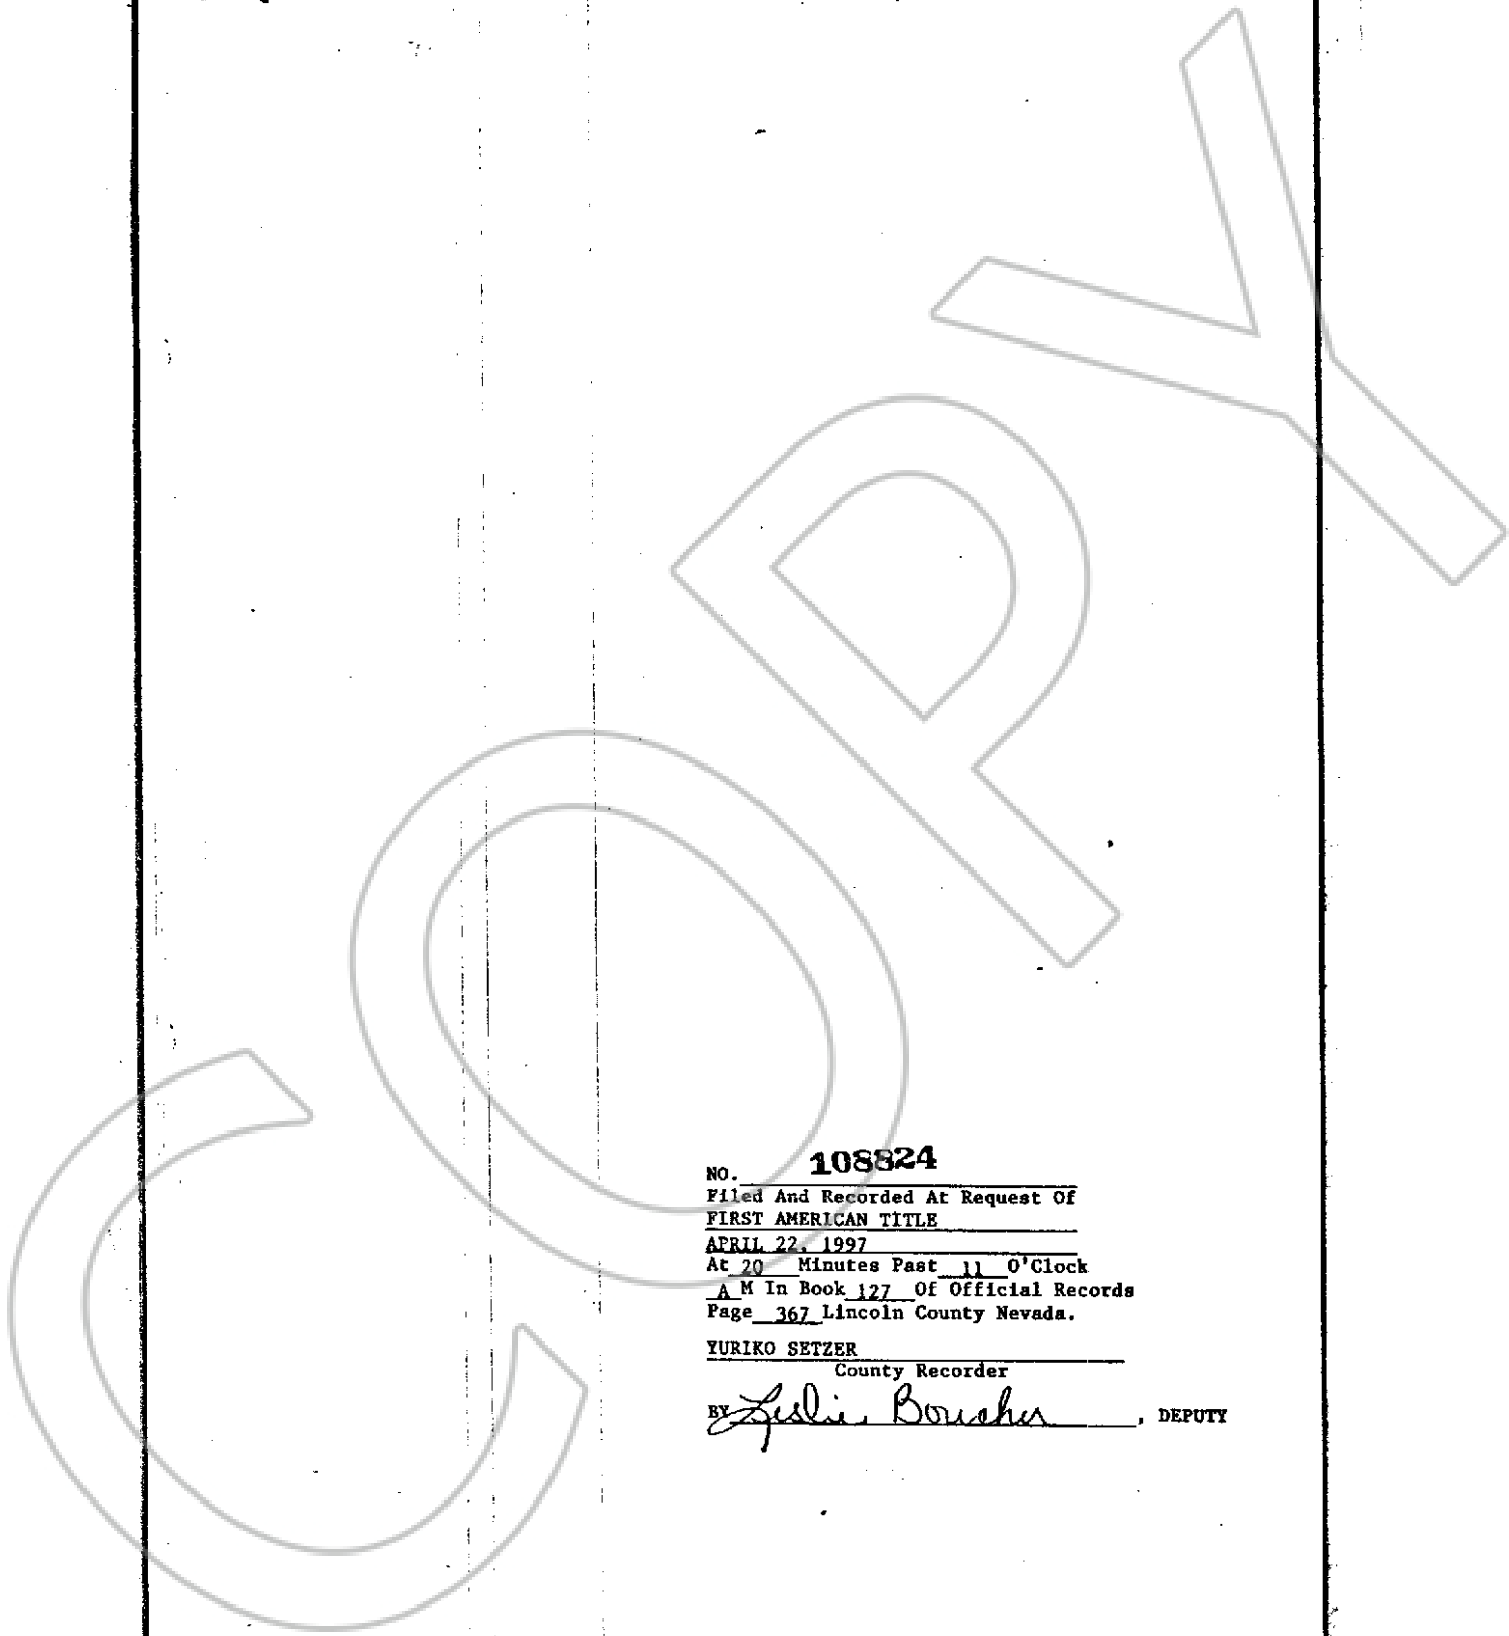 COPY
NO. 108824
Filed And Recorded At Request Of
FIRST AMERICAN TITLE
APRIL 22, 1997
At 20 Minutes Past 11 O'Clock
A M In Book 127 Of Official Records
Page 367 Lincoln County Nevada.
YURIKO SETZER
County Recorder
BY Leslie Boucher, DEPUTY